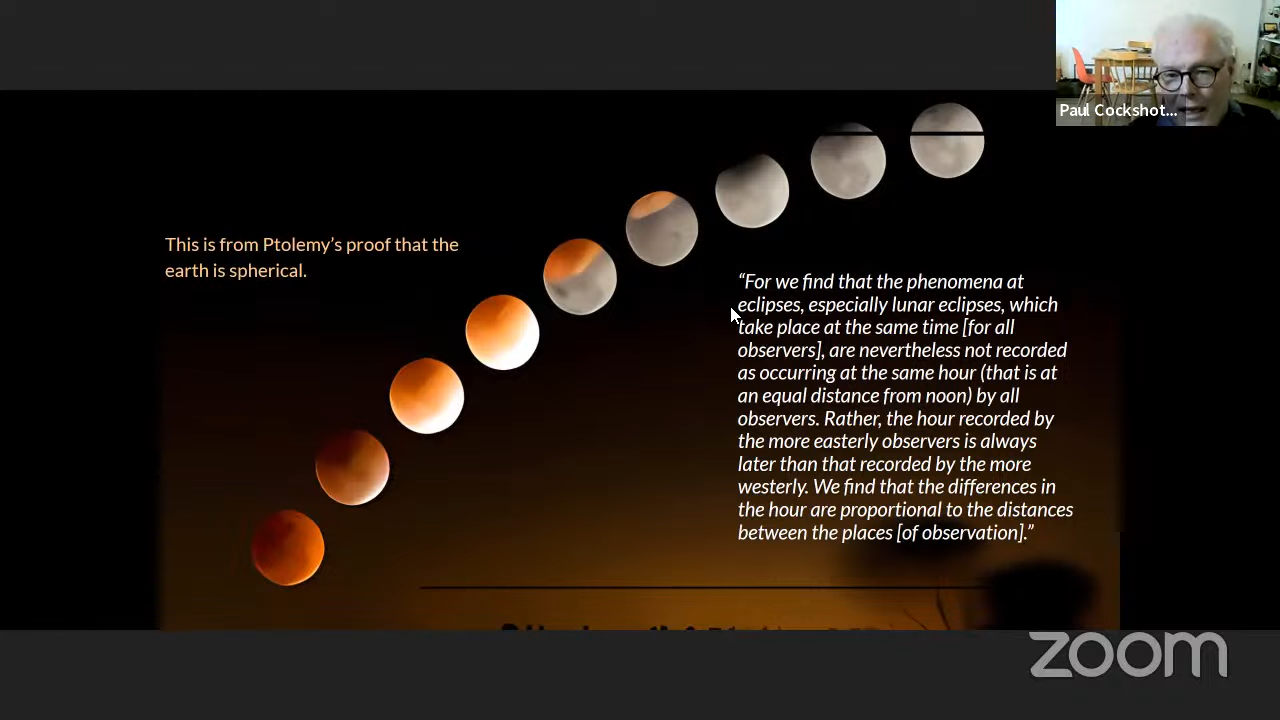 Paul Cockshot...
This is from Ptolemy’s proof that the
earth is spherical.
“For we find that the phenomena at
eclipses, especially lunar eclipses, which
take place at the same time [for all
observers], are nevertheless not recorded
as occurring at the same hour (that is at
an equal distance from noon) by all
observers. Rather, the hour recorded by
the more easterly observers is always
later than that recorded by the more
westerly. We find that the differences in
the hour are proportional to the distances
between the places [of observation].”
zoom